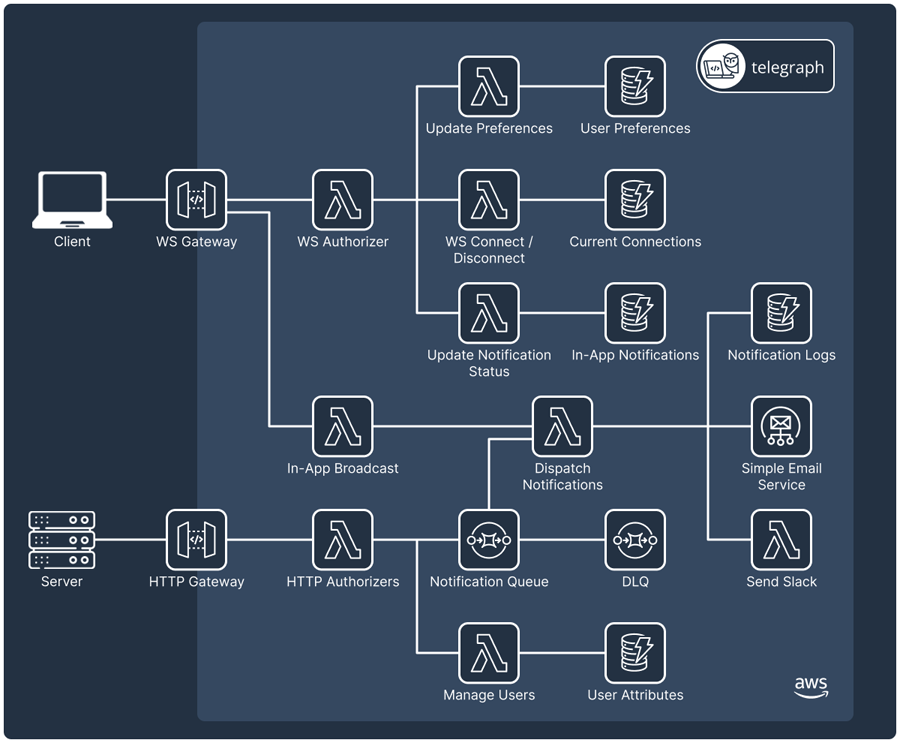 telegraph
Update Preferences
User Preferences
Client
WS Gateway
WS Authorizer
WS Connect /
Disconnect
Current Connections
Update Notification
Status
In-App Notifications
Notification Logs
In-App Broadcast
Dispatch
Notifications
Simple Email
Service
Server
HTTP Gateway
HTTP Authorizers
Notification Queue
DLQ
Send Slack
Manage Users
User Attributes
aws